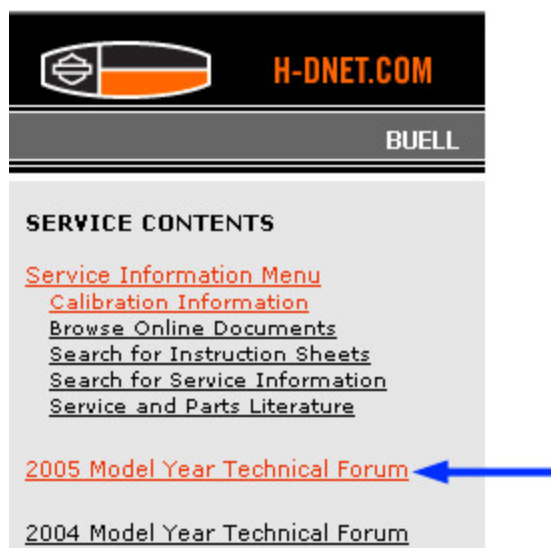 H-DNET.COM
BUELL
SERVICE CONTENTS
Service Information Menu
Calibration Information
Browse Online Documents
Search for Instruction Sheets
Search for Service Information
Service and Parts Literature
2005 Model Year Technical Forum
2004 Model Year Technical Forum